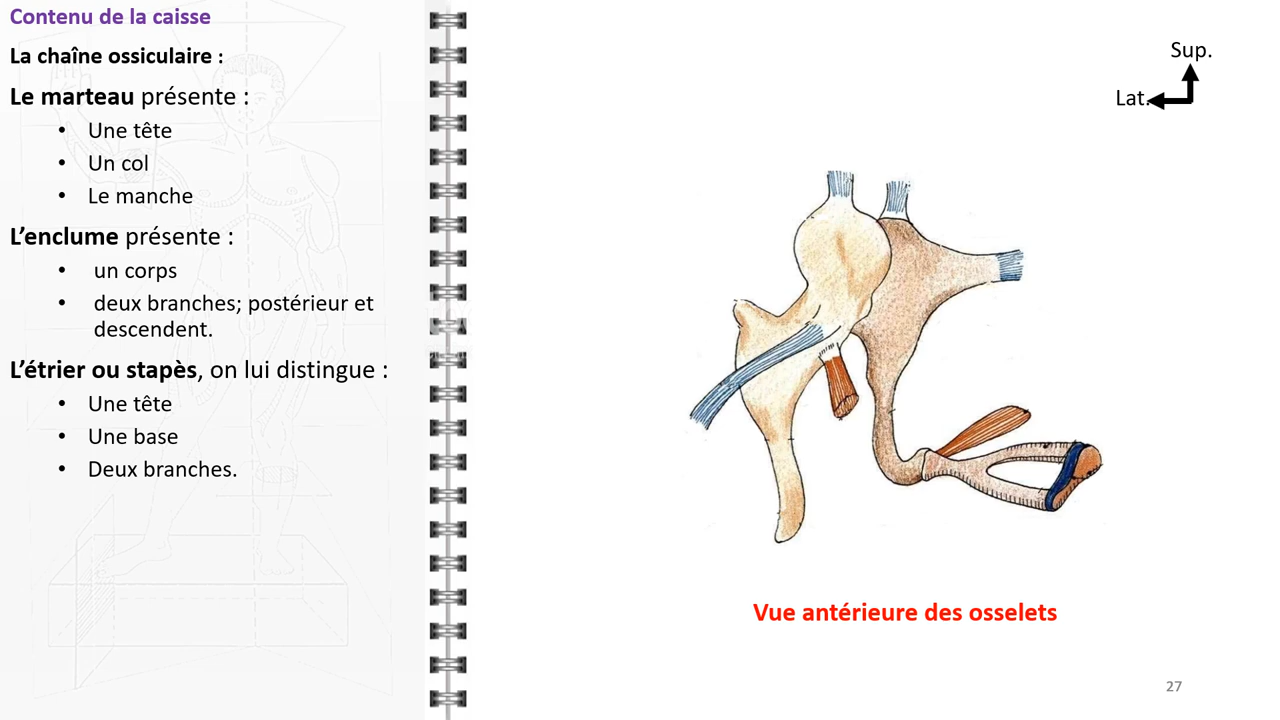 Contenu de la caisse
La chaîne ossiculaire :
Le marteau présente :
• Une tête
• Un col
• Le manche
L’enclume présente :
• un corps
• deux branches; postérieur et
descendent.
L’étrier ou stapès, on lui distingue :
• Une tête
• Une base
• Deux branches.
Sup.
Lat.
Vue antérieure des osselets
27